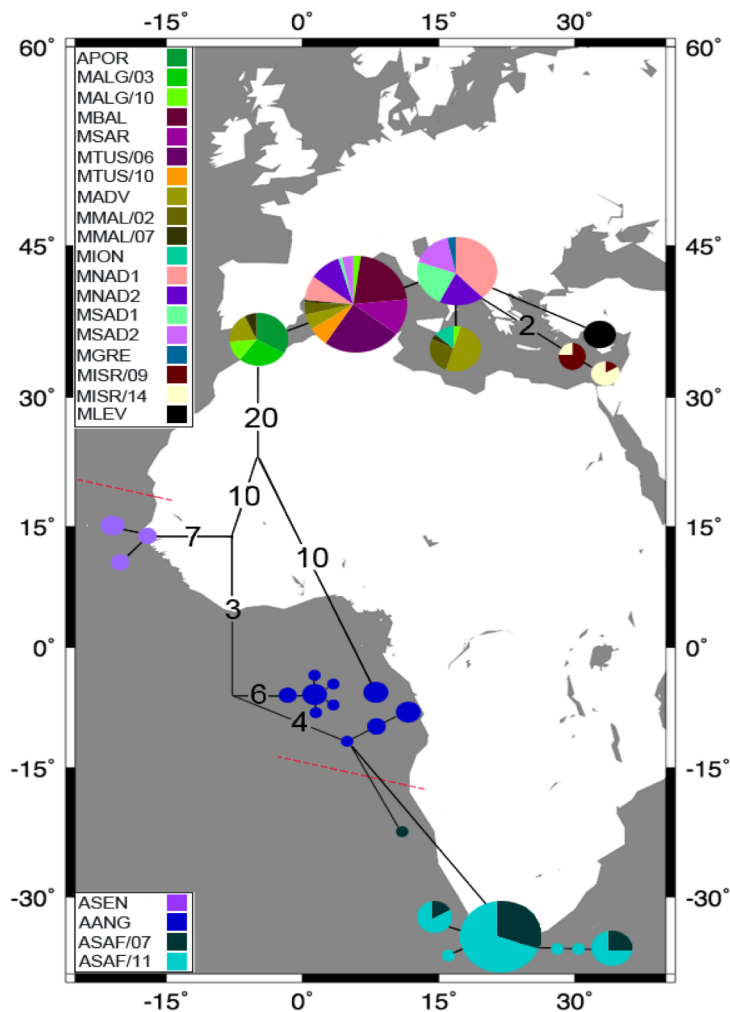 -15° 0° 15° 30°
60° 60°
APOR
MALG/03
MALG/10
MBAL
MSAR
MTUS/06
MTUS/10
MADV
MMAL/02
MMAL/07
MION
MNAD1
MNAD2
MSAD1
MSAD2
MGRE
MISR/09
MISR/14
MLEV
45° 45°
2
30° 30°
20
10
15° 15°
7
10
3
0° 0°
6
4
-15° -15°
-30° -30°
ASEN
AANG
ASAF/07
ASAF/11
-15° 0° 15° 30°